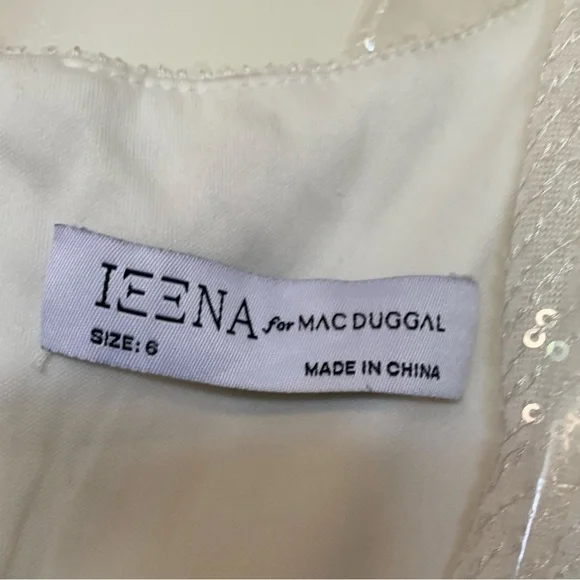 IEENA for MAC DUGGAL
SIZE: 6
MADE IN CHINA